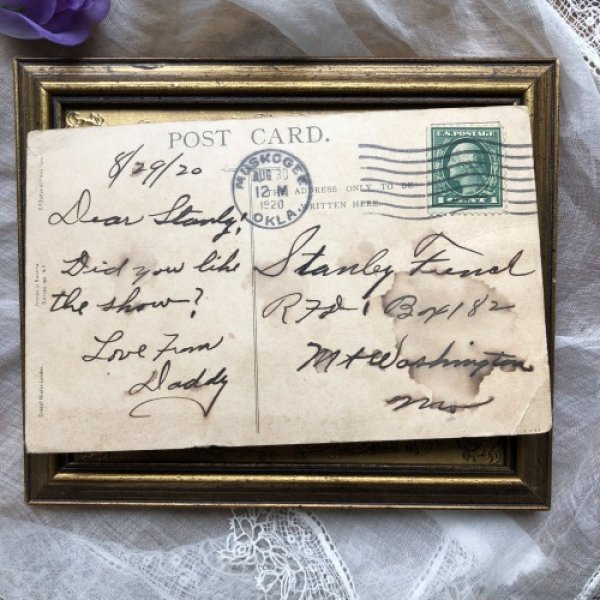 POST CARD.
8/29/20
MUSKOGEE
AUG 30
12-M
1920
OKLA.
U.S. POSTAGE
1 CENT
ADDRESS ONLY TO BE
WRITTEN HERE.
Dear Stanly,
Did you like
the show?
Love From
Daddy
Stanley
RFD 1 Box 182
Mt Washington
Mo